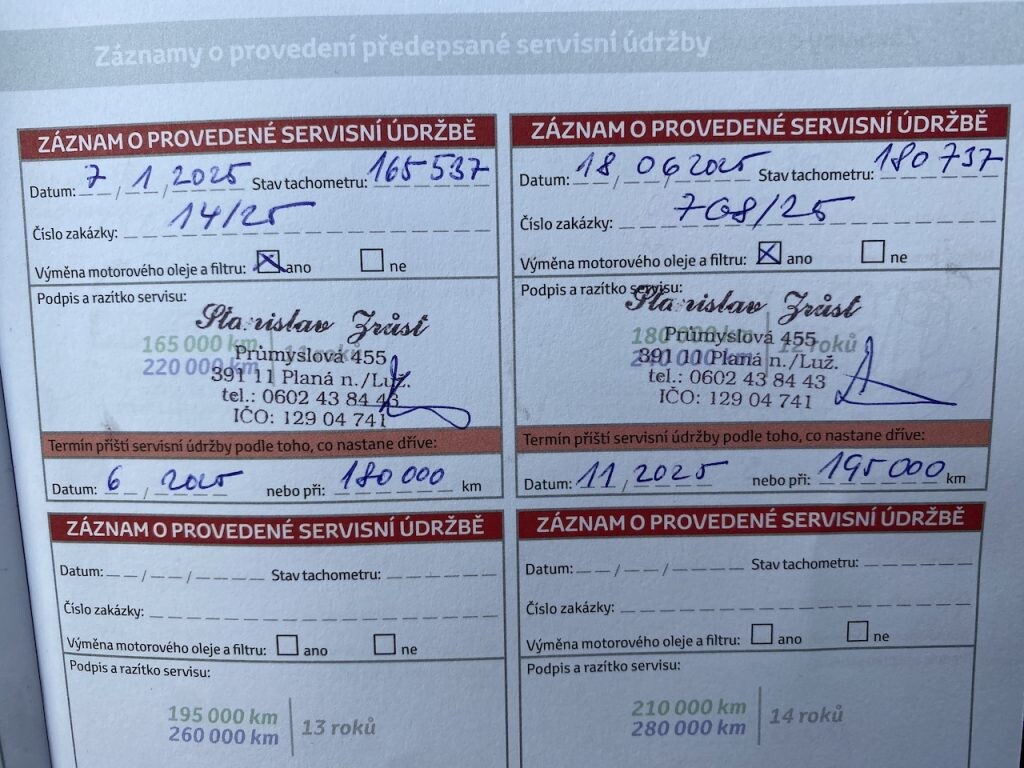 Záznamy o provedení předepsané servisní údržby
ZÁZNAM O PROVEDENÉ SERVISNÍ ÚDRŽBĚ
Datum: 7 / 1 / 2025 Stav tachometru: 165 537
Číslo zakázky: 14/25
Výměna motorového oleje a filtru: ano ne
Podpis a razítko servisu:
Stanislav Zrůst
165 000 km
220 000 km
Průmyslová 455
391 11 Planá n./Luž.
tel.: 0602 43 84 43
IČO: 129 04 741
Termín příští servisní údržby podle toho, co nastane dříve:
Datum: 6 / 2025 nebo při: 180 000 km
ZÁZNAM O PROVEDENÉ SERVISNÍ ÚDRŽBĚ
Datum: 18 / 06 2025 Stav tachometru: 180 737
Číslo zakázky: 768/25
Výměna motorového oleje a filtru: ano ne
Podpis a razítko servisu:
Stanislav Zrůst
180 000 km
12 roků
Průmyslová 455
391 11 Planá n./Luž.
tel.: 0602 43 84 43
IČO: 129 04 741
Termín příští servisní údržby podle toho, co nastane dříve:
Datum: 11 / 2025 nebo při: 195 000 km
ZÁZNAM O PROVEDENÉ SERVISNÍ ÚDRŽBĚ
Datum: / / Stav tachometru:
Číslo zakázky:
Výměna motorového oleje a filtru: ano ne
Podpis a razítko servisu:
195 000 km
260 000 km
13 roků
ZÁZNAM O PROVEDENÉ SERVISNÍ ÚDRŽBĚ
Datum: / / Stav tachometru:
Číslo zakázky:
Výměna motorového oleje a filtru: ano ne
Podpis a razítko servisu:
210 000 km
280 000 km
14 roků